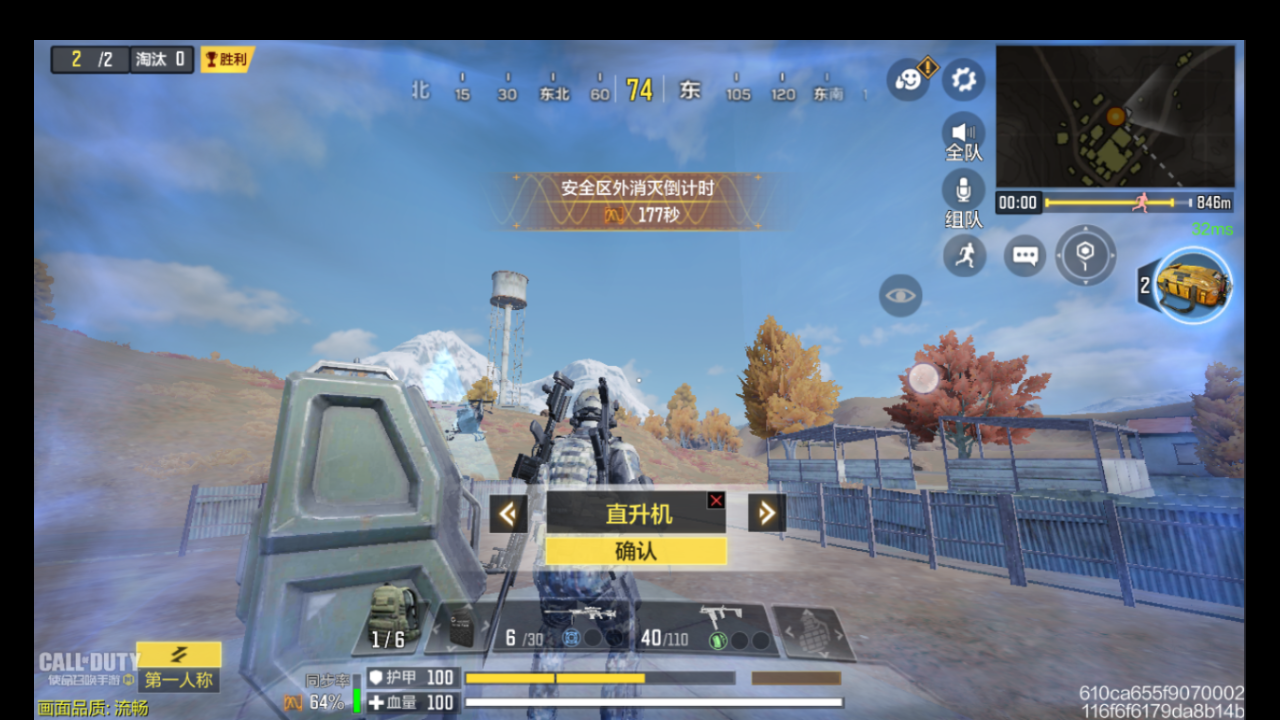 2 /2 淘汰 0 胜利
北 15 30 东北 60 74 东 105 120 东南 1
全队
组队
安全区外消灭倒计时
177秒
00:00 846m
32ms
2
直升机
确认
1/6 6 /30 40/110
CALL·DUTY
使命召唤手游
第一人称
画面品质: 流畅
同步率
64%
护甲 100
血量 100
610ca655f9070002
116f6f6179da8b14b